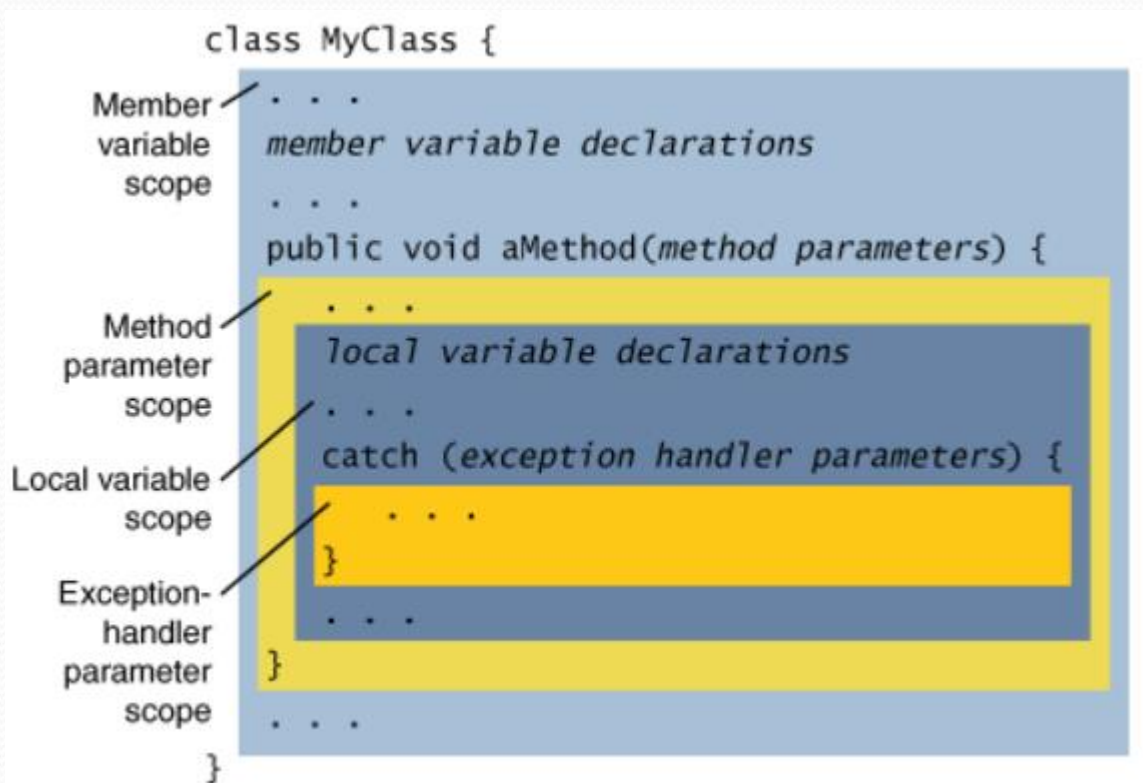 class MyClass {
Member
variable
scope
. . .
member variable declarations
. . .
public void aMethod(method parameters) {
Method
parameter
scope
. . .
local variable declarations
. . .
Local variable
scope
catch (exception handler parameters) {
. . .
}
Exception-
handler
parameter
scope
. . .
}
. . .
}